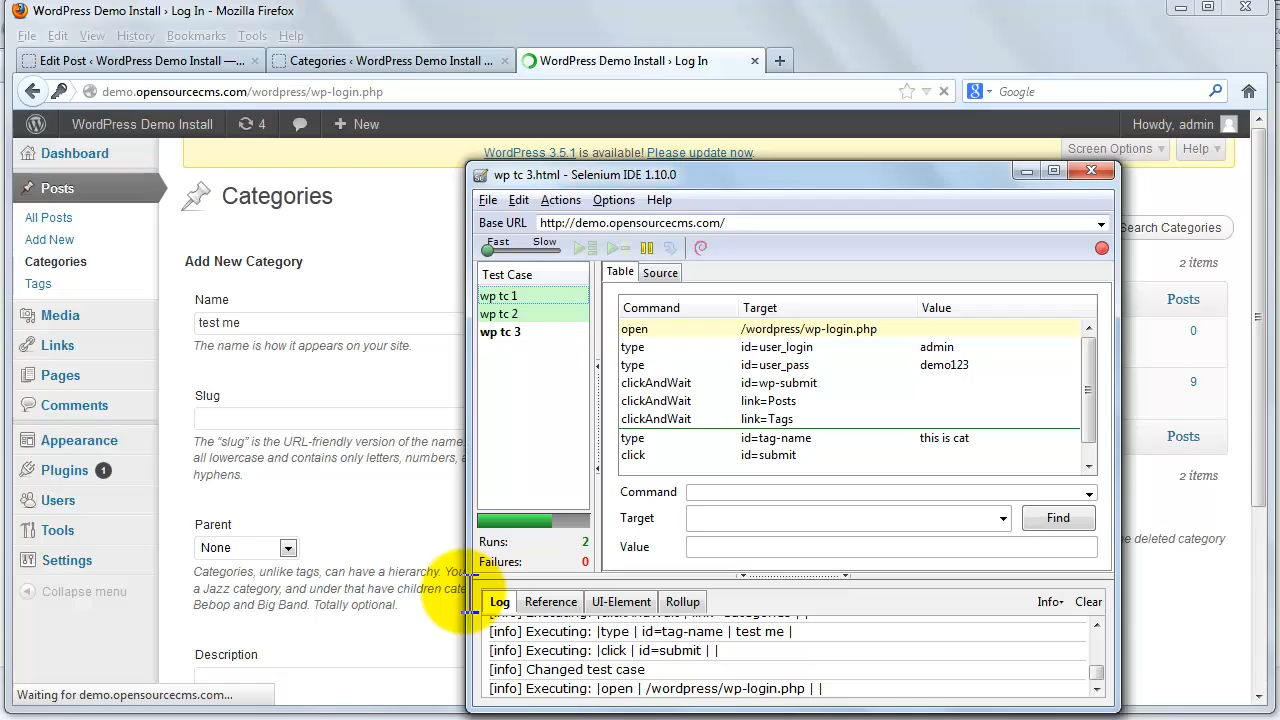 WordPress Demo Install › Log In - Mozilla Firefox
File Edit View History Bookmarks Tools Help
Edit Post ‹ WordPress Demo Install —...
Categories ‹ WordPress Demo Install ...
WordPress Demo Install › Log In
demo.opensourcecms.com/wordpress/wp-login.php
Google
WordPress Demo Install 4 New Howdy, admin
Dashboard
Posts
All Posts
Add New
Categories
Tags
Media
Links
Pages
Comments
Appearance
Plugins 1
Users
Tools
Settings
Collapse menu
WordPress 3.5.1 is available! Please update now.
Screen Options Help
Categories
Search Categories
2 items
Posts
0
9
Posts
2 items
he deleted category
Add New Category
Name
test me
The name is how it appears on your site.
Slug
The "slug" is the URL-friendly version of the name.
all lowercase and contains only letters, numbers,
hyphens.
Parent
None
Categories, unlike tags, can have a hierarchy. You
a Jazz category, and under that have children cate
Bebop and Big Band. Totally optional.
Description
Waiting for demo.opensourcecms.com...
wp tc 3.html - Selenium IDE 1.10.0
File Edit Actions Options Help
Base URL http://demo.opensourcecms.com/
Fast Slow
Test Case
wp tc 1
wp tc 2
wp tc 3
Runs: 2
Failures: 0
Table Source
Command Target Value
open /wordpress/wp-login.php
type id=user_login admin
type id=user_pass demo123
clickAndWait id=wp-submit
clickAndWait link=Posts
clickAndWait link=Tags
type id=tag-name this is cat
click id=submit
Command
Target Find
Value
Log Reference UI-Element Rollup Info Clear
[info] Executing: |type | id=tag-name | test me |
[info] Executing: |click | id=submit | |
[info] Changed test case
[info] Executing: |open | /wordpress/wp-login.php | |